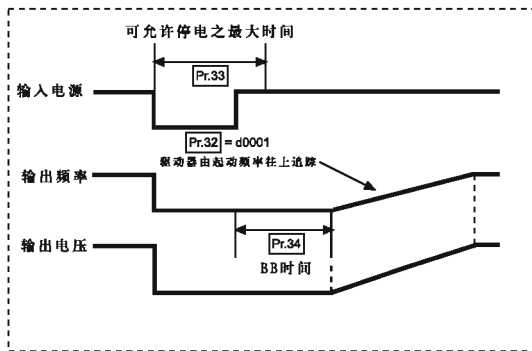 可允许停电之最大时间
Pr.33
输入电源
Pr.32 = d0001
驱动器由起动频率往上追踪
输出频率
Pr.34
输出电压
BB时间